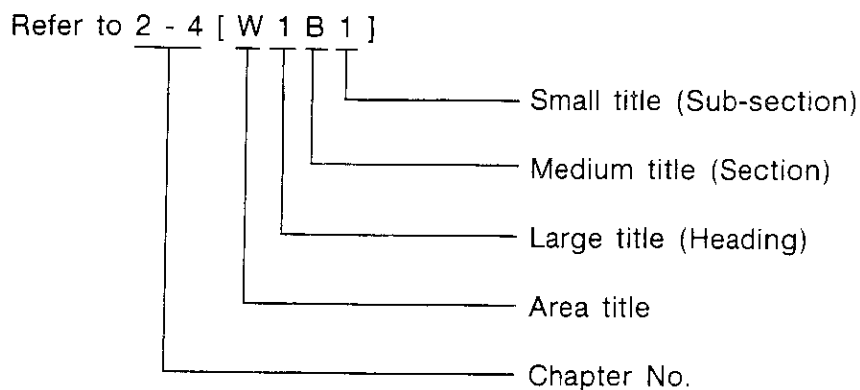 Refer to 2 - 4 [ W 1 B 1 ]
Small title (Sub-section)
Medium title (Section)
Large title (Heading)
Area title
Chapter No.